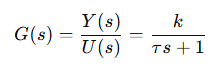 G(s) = Y(s)/U(s) = k/(τs + 1)